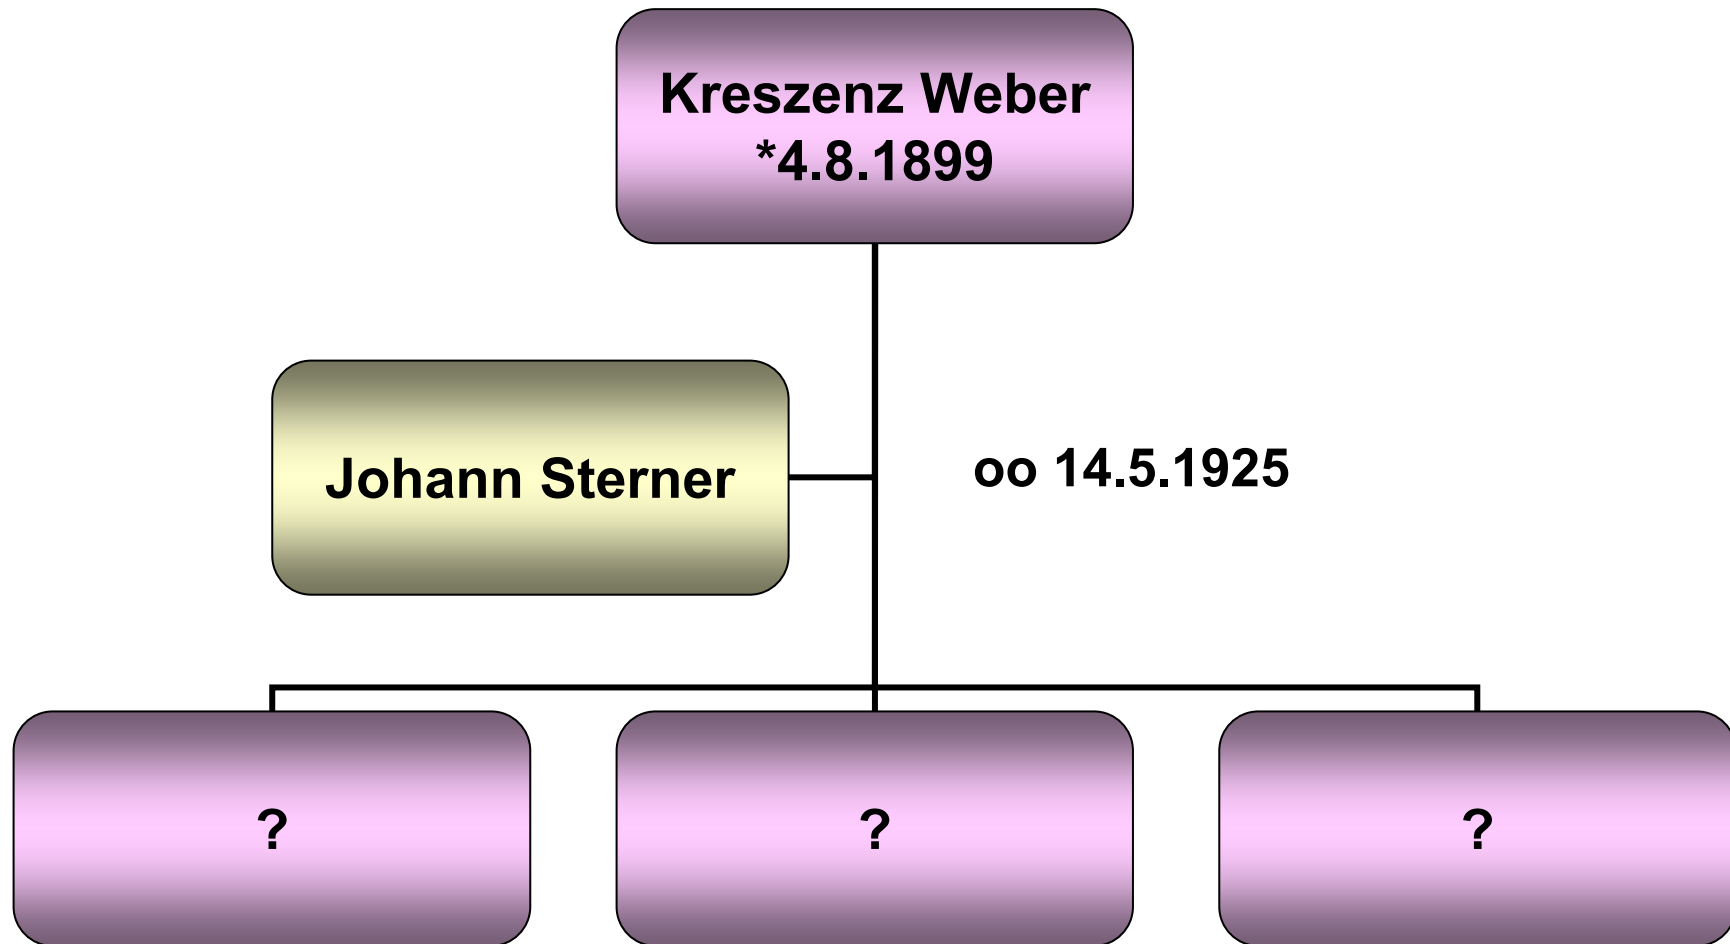 Kreszenz Weber
*4.8.1899
Johann Sterner
oo 14.5.1925
?
?
?